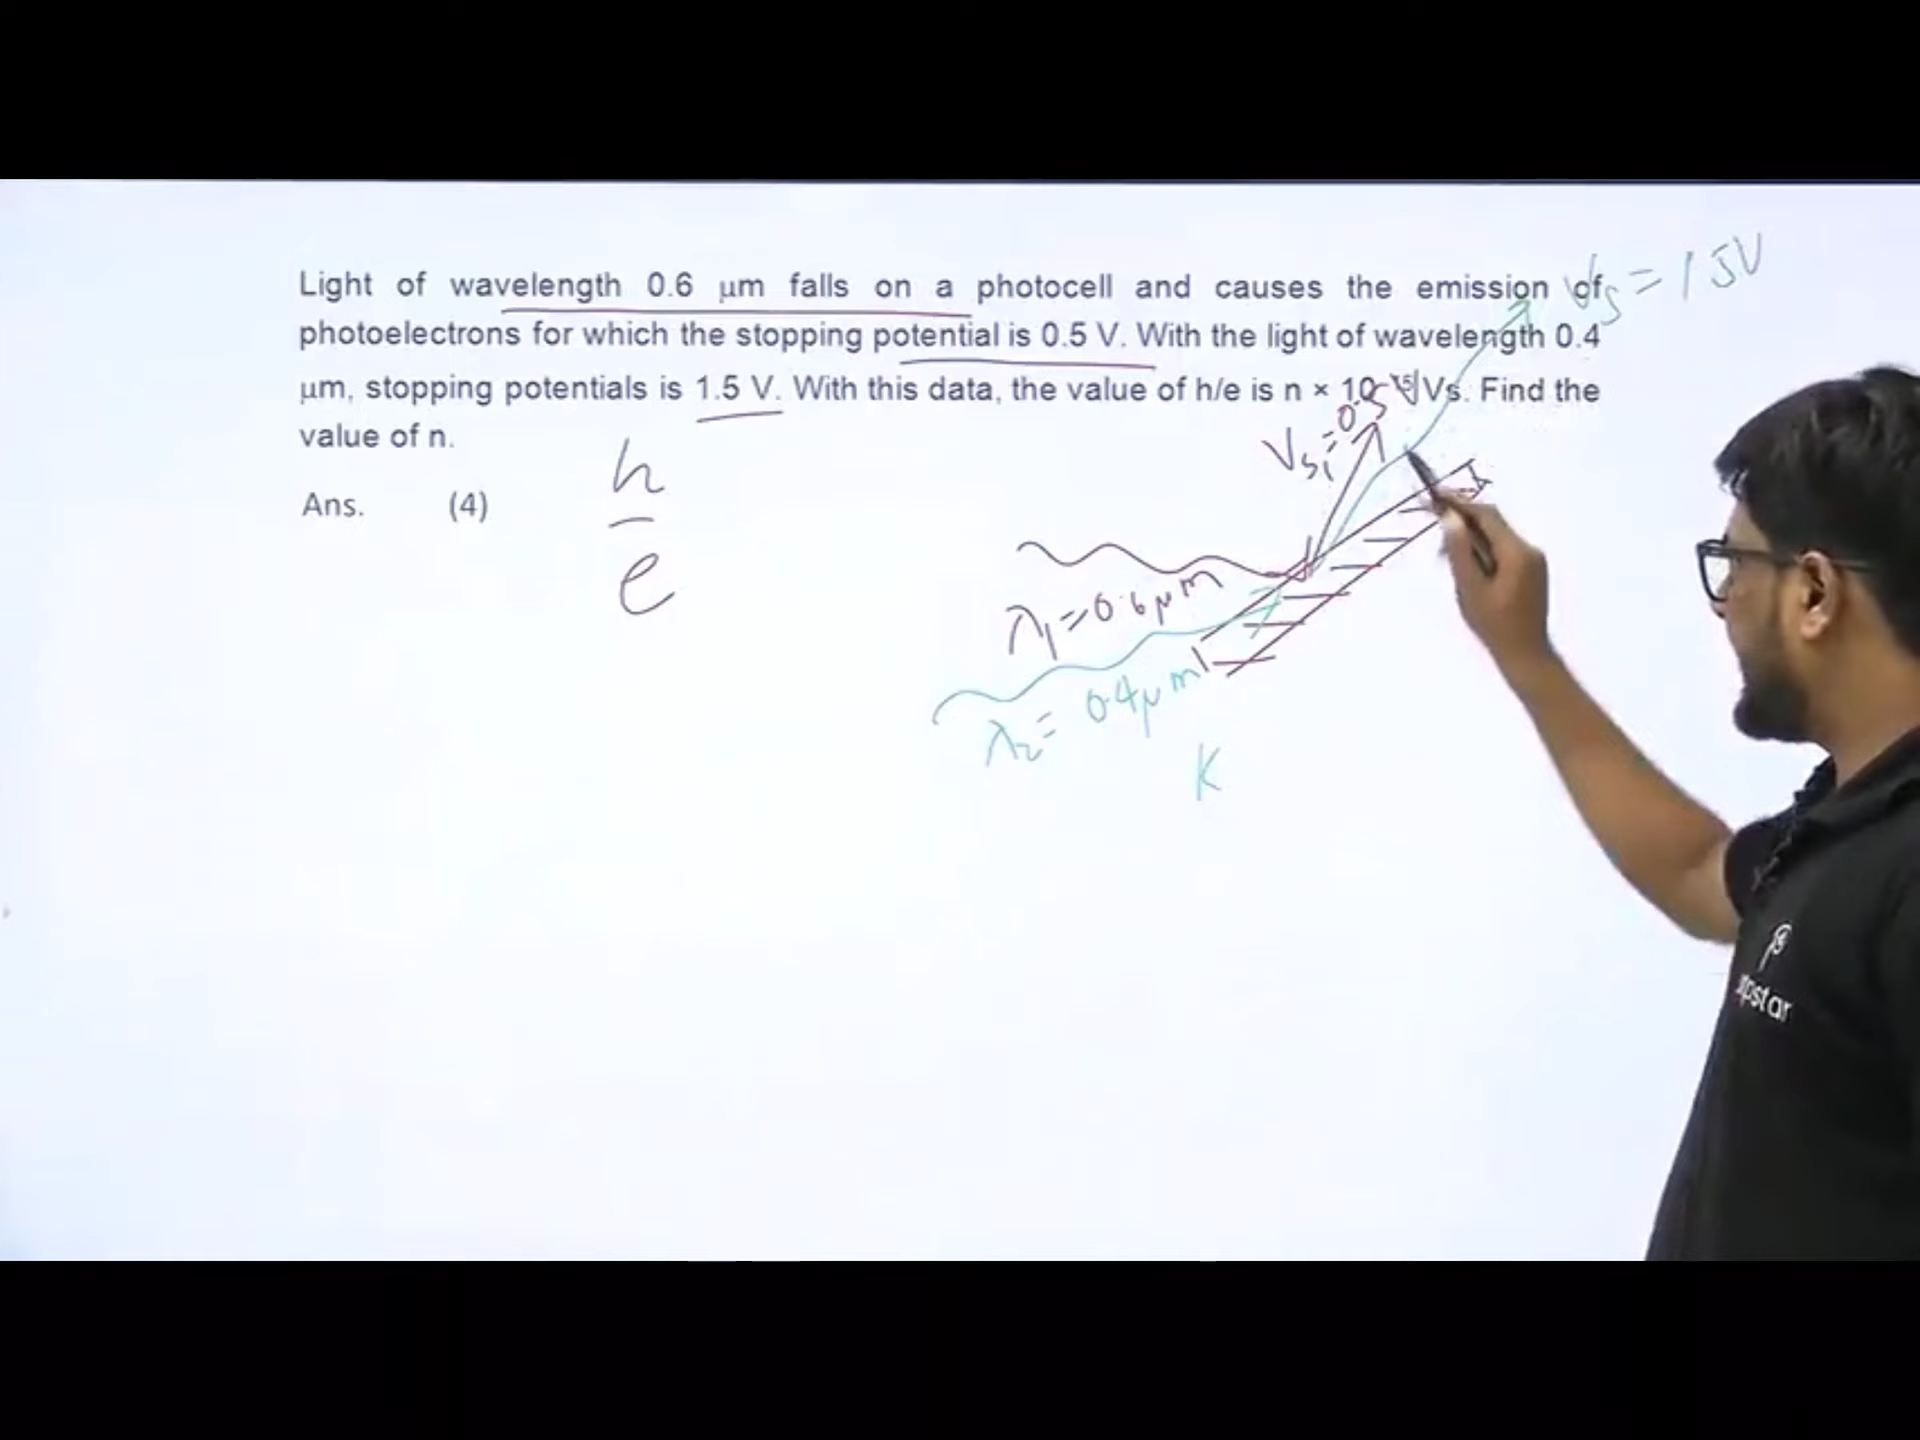 Light of wavelength 0.6 μm falls on a photocell and causes the emission of
photoelectrons for which the stopping potential is 0.5 V. With the light of wavelength 0.4
μm, stopping potentials is 1.5 V. With this data, the value of h/e is n × 10⁻¹⁵ Vs. Find the
value of n.
Ans. (4)
h
e
Vs = 1.5V
Vs₁ = 0.5
λ₁ = 0.6 μm
λ₂ = 0.4 μm
K